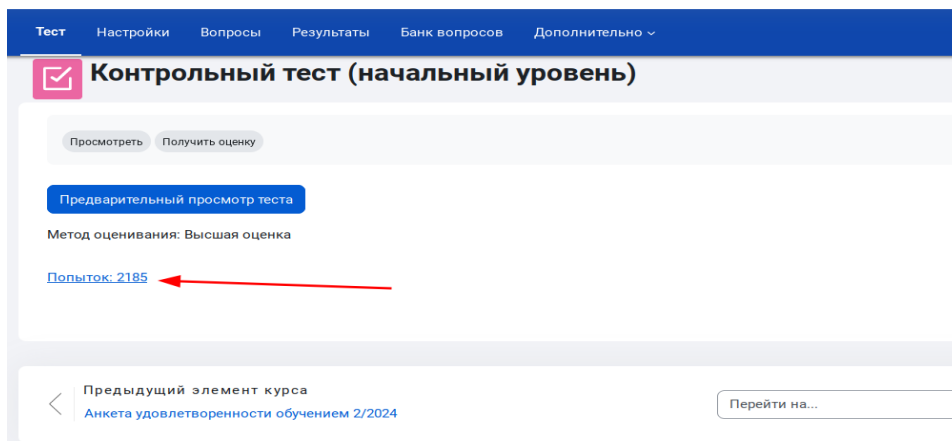 Тест Настройки Вопросы Результаты Банк вопросов Дополнительно
Контрольный тест (начальный уровень)
Просмотреть Получить оценку
Предварительный просмотр теста
Метод оценивания: Высшая оценка
Попыток: 2185
Предыдущий элемент курса
Анкета удовлетворенности обучением 2/2024
Перейти на...